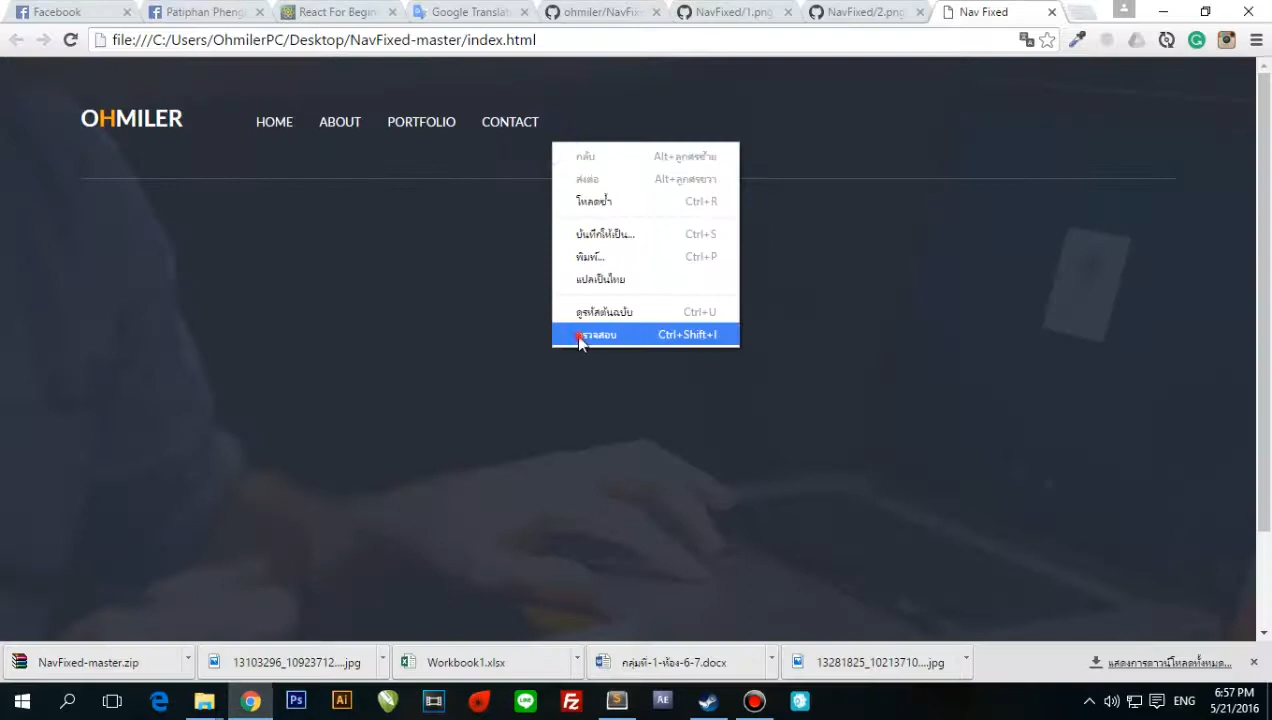 Facebook
Patiphan Pheng
React For Begin
Google Translat
ohmiler/NavFix
NavFixed/1.png
NavFixed/2.png
Nav Fixed
file:///C:/Users/OhmilerPC/Desktop/NavFixed-master/index.html
OHMILER
HOME
ABOUT
PORTFOLIO
CONTACT
กลับ Alt+ลูกศรซ้าย
ส่งต่อ Alt+ลูกศรขวา
โหลดซ้ำ Ctrl+R
บันทึกให้เป็น... Ctrl+S
พิมพ์... Ctrl+P
แปลเป็นไทย
ดูรหัสต้นฉบับ Ctrl+U
รวจสอบ Ctrl+Shift+I
NavFixed-master.zip
13103296_10923712....jpg
Workbook1.xlsx
กลุ่มที่-1-ห้อง-6-7.docx
13281825_10213710....jpg
แสดงการดาวน์โหลดทั้งหมด...
ENG
6:57 PM
5/21/2016